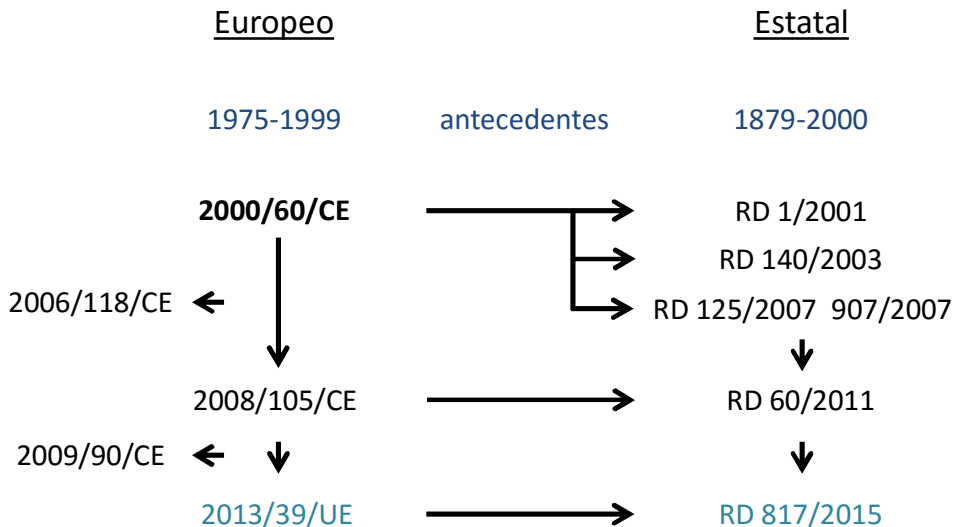 Europeo Estatal
1975-1999 antecedentes 1879-2000
2000/60/CE RD 1/2001
RD 140/2003
2006/118/CE RD 125/2007 907/2007
2008/105/CE RD 60/2011
2009/90/CE
2013/39/UE RD 817/2015